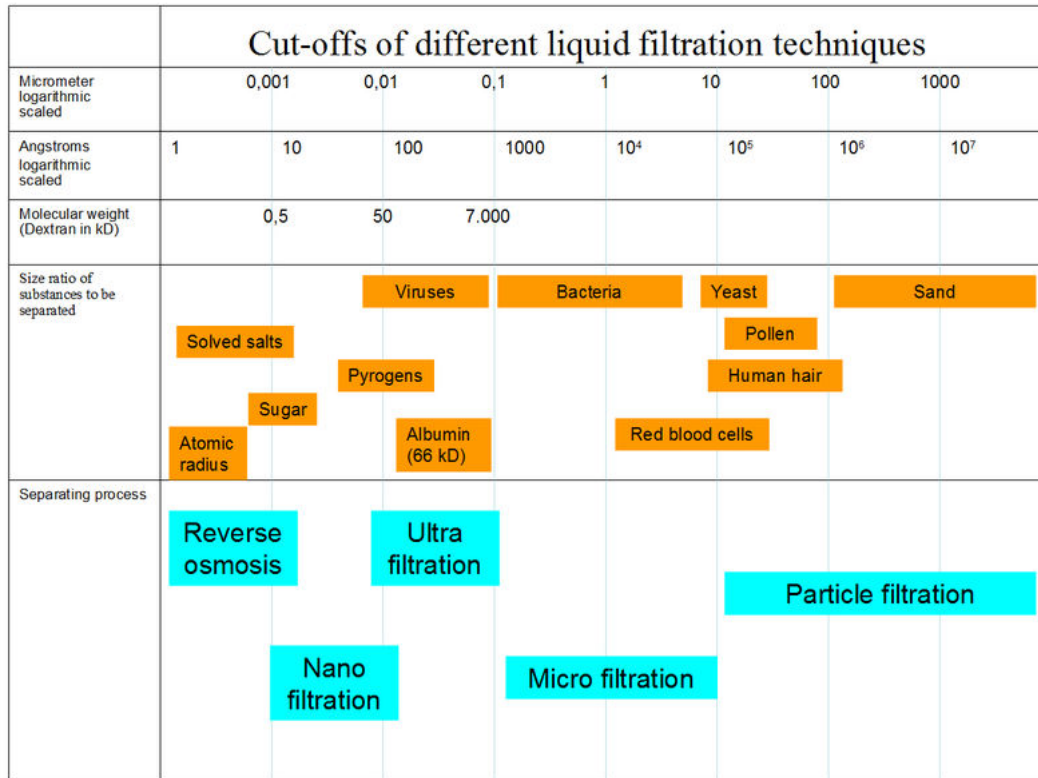 Cut-offs of different liquid filtration techniques
Micrometer
logarithmic
scaled
0,001 0,01 0,1 1 10 100 1000
Angstroms
logarithmic
scaled
1 10 100 1000 10⁴ 10⁵ 10⁶ 10⁷
Molecular weight
(Dextran in kD)
0,5 50 7.000
Size ratio of
substances to be
separated
Viruses Bacteria Yeast Sand
Solved salts Pollen
Pyrogens Human hair
Sugar
Atomic
radius
Albumin
(66 kD)
Red blood cells
Separating process
Reverse
osmosis
Ultra
filtration
Particle filtration
Nano
filtration
Micro filtration